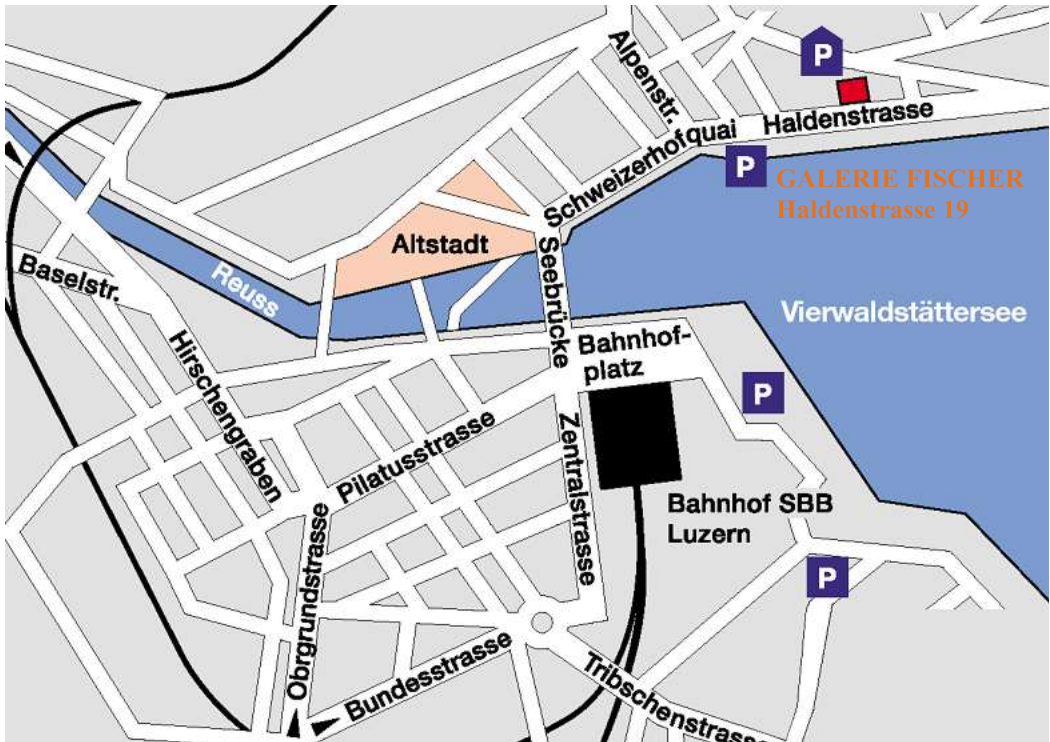 P
Alpenstr.
Haldenstrasse
Schweizerhofquai
P
GALERIE FISCHER
Haldenstrasse 19
Altstadt
Seebrücke
Reuss
Baselstr.
Vierwaldstättersee
Hirschengraben
Bahnhof-
platz
P
Pilatusstrasse
Zentralstrasse
Bahnhof SBB
Luzern
Obrgrundstrasse
P
Bundesstrasse
Tribschenstrasse